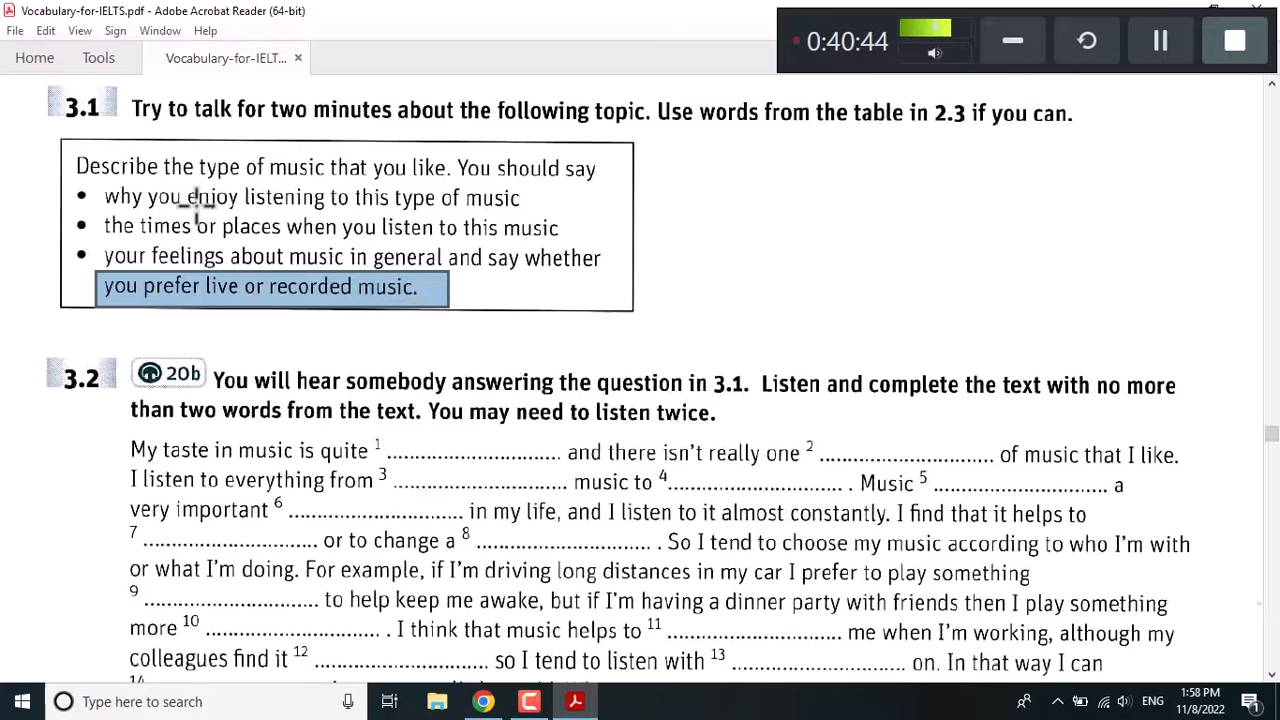 Vocabulary-for-IELTS.pdf - Adobe Acrobat Reader (64-bit)
File Edit View Sign Window Help
Home Tools Vocabulary-for-IELT... ×
0:40:44
3.1 Try to talk for two minutes about the following topic. Use words from the table in 2.3 if you can.
Describe the type of music that you like. You should say
• why you enjoy listening to this type of music
• the times or places when you listen to this music
• your feelings about music in general and say whether
you prefer live or recorded music.
3.2 20b You will hear somebody answering the question in 3.1. Listen and complete the text with no more
than two words from the text. You may need to listen twice.
My taste in music is quite 1 ............................... and there isn't really one 2 ............................... of music that I like.
I listen to everything from 3 ............................... music to 4 ............................... . Music 5 ............................... a
very important 6 ............................... in my life, and I listen to it almost constantly. I find that it helps to
7 ............................... or to change a 8 ............................... . So I tend to choose my music according to who I'm with
or what I'm doing. For example, if I'm driving long distances in my car I prefer to play something
9 ............................... to help keep me awake, but if I'm having a dinner party with friends then I play something
more 10 ............................... . I think that music helps to 11 ............................... me when I'm working, although my
colleagues find it 12 ............................... so I tend to listen with 13 ............................... on. In that way I can
Type here to search
ENG
1:58 PM
11/8/2022
1